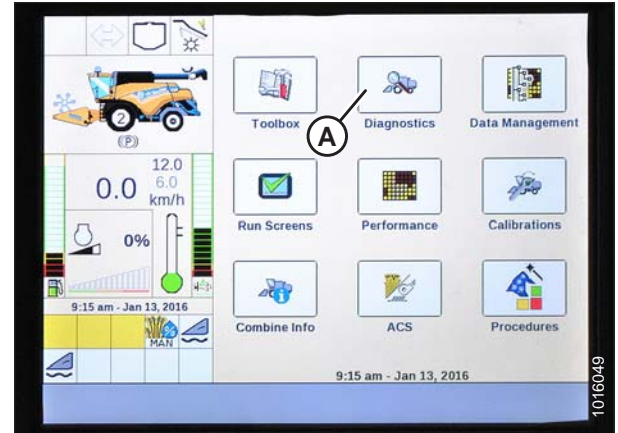 2
(P)
12.0
0.0
6.0
km/h
0%
E
9:15 am - Jan 13, 2016
MAN
Toolbox
Diagnostics
Data Management
A
Run Screens
Performance
Calibrations
Combine Info
ACS
Procedures
9:15 am - Jan 13, 2016
1016049